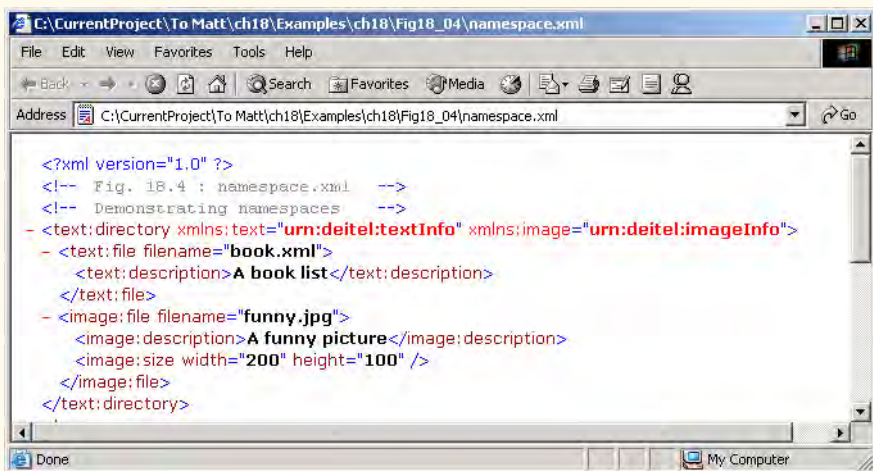 C:\CurrentProject\To Matt\ch18\Examples\ch18\Fig18_04\namespace.xml
File Edit View Favorites Tools Help
Back Search Favorites Media
Address C:\CurrentProject\To Matt\ch18\Examples\ch18\Fig18_04\namespace.xml Go
<?xml version="1.0" ?>
<!-- Fig. 18.4 : namespace.xml -->
<!-- Demonstrating namespaces -->
- <text:directory xmlns:text="urn:deitel:textInfo" xmlns:image="urn:deitel:imageInfo">
- <text:file filename="book.xml">
<text:description>A book list</text:description>
</text:file>
- <image:file filename="funny.jpg">
<image:description>A funny picture</image:description>
<image:size width="200" height="100" />
</image:file>
</text:directory>
Done My Computer